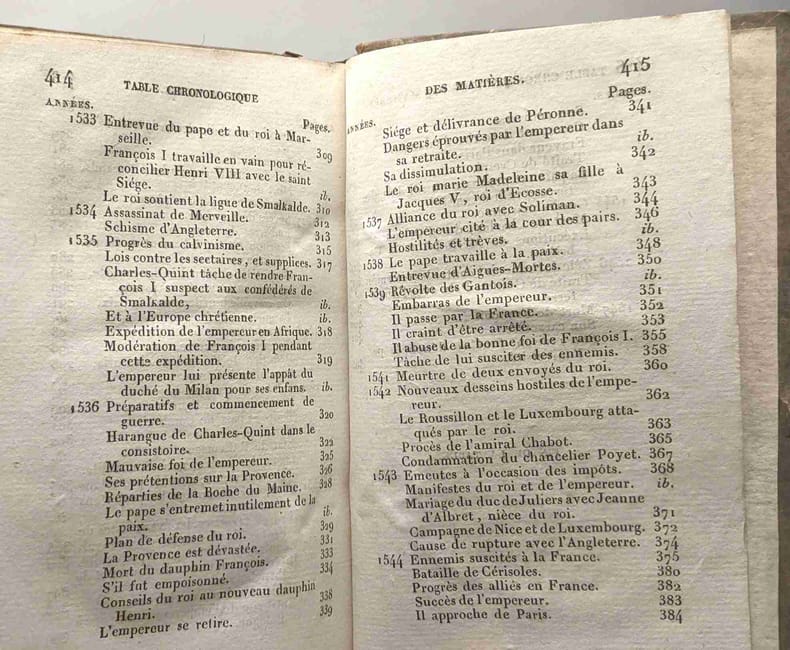 414 TABLE CHRONOLOGIQUE
ANNÉES. Pages.
1533 Entrevue du pape et du roi à Mar-
seille. 309
François I travaille en vain pour ré-
concilier Henri VIII avec le saint
Siége. ib.
Le roi soutient la ligue de Smalkalde. 310
1534 Assassinat de Merveille. 312
Schisme d'Angleterre. 313
1535 Progrès du calvinisme. 315
Lois contre les sectaires, et supplices. 317
Charles-Quint tâche de rendre Fran-
çois I suspect aux confédérés de
Smalkalde, ib.
Et à l'Europe chrétienne. ib.
Expédition de l'empereur en Afrique. 318
Modération de François I pendant
cette expédition. 319
L'empereur lui présente l'appât du
duché du Milan pour ses enfans. ib.
1536 Préparatifs et commencement de
guerre. 320
Harangue de Charles-Quint dans le
consistoire. 322
Mauvaise foi de l'empereur. 325
Ses prétentions sur la Provence. 326
Réparties de la Roche du Maine. 328
Le pape s'entremet inutilement de la
paix. ib.
Plan de défense du roi. 329
La Provence est dévastée. 331
Mort du dauphin François. 333
S'il fut empoisonné. 334
Conseils du roi au nouveau dauphin
Henri. 338
L'empereur se retire. 339
DES MATIÈRES. 415
ANNÉES. Pages.
Siége et délivrance de Péronne. 341
Dangers éprouvés par l'empereur dans
sa retraite. ib.
Sa dissimulation. 342
Le roi marie Madeleine sa fille à
Jacques V, roi d'Ecosse. 343
1537 Alliance du roi avec Soliman. 344
L'empereur cité à la cour des pairs. 346
Hostilités et trèves. ib.
1538 Le pape travaille à la paix. 348
Entrevue d'Aigues-Mortes. 350
1539 Révolte des Gantois. ib.
Embarras de l'empereur. 351
Il passe par la France. 352
Il craint d'être arrêté. 353
Il abuse de la bonne foi de François I. 355
Tâche de lui susciter des ennemis. 358
1541 Meurtre de deux envoyés du roi. 360
1542 Nouveaux desseins hostiles de l'empe-
reur. 362
Le Roussillon et le Luxembourg atta-
qués par le roi. 363
Procès de l'amiral Chabot. 365
Condamnation du chancelier Poyet. 367
1543 Emeutes à l'occasion des impôts. 368
Manifestes du roi et de l'empereur. ib.
Mariage du duc de Juliers avec Jeanne
d'Albret, nièce du roi. 371
Campagne de Nice et de Luxembourg. 372
Cause de rupture avec l'Angleterre. 374
1544 Ennemis suscités à la France. 375
Bataille de Cérisoles. 380
Progrès des alliés en France. 382
Succès de l'empereur. 383
Il approche de Paris. 384